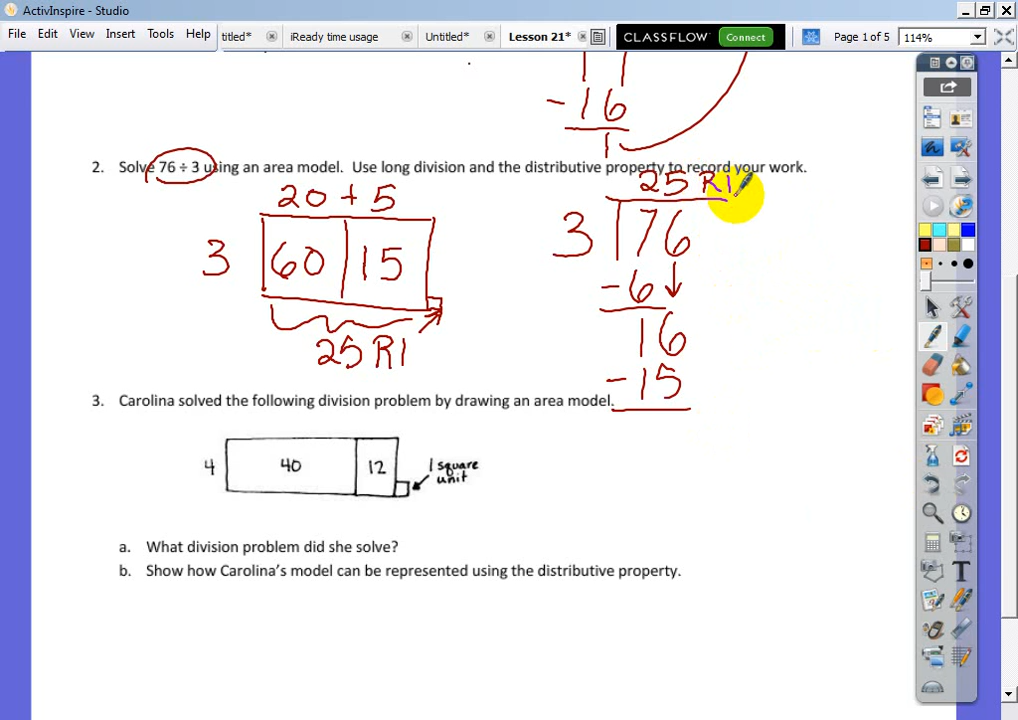 ActivInspire - Studio
File Edit View Insert Tools Help titled* iReady time usage Untitled* Lesson 21* CLASSFLOW Connect Page 1 of 5 114%
- 16
1
2. Solve 76 ÷ 3 using an area model. Use long division and the distributive property to record your work.
20 + 5
25 R1
3 60 15
3 76
- 6
25 R1
16
- 15
3. Carolina solved the following division problem by drawing an area model.
4 40 12 1 square
unit
a. What division problem did she solve?
b. Show how Carolina's model can be represented using the distributive property.
T